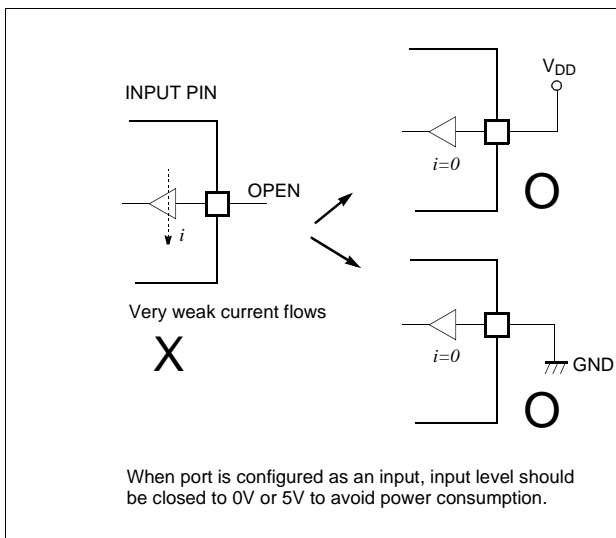 INPUT PIN
OPEN
i
Very weak current flows
X
VDD
i=0
O
i=0
GND
O
When port is configured as an input, input level should
be closed to 0V or 5V to avoid power consumption.